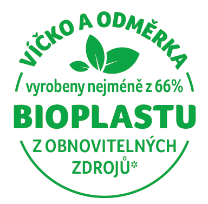 VÍČKO A ODMĚRKA
vyrobeny nejméně z 66%
BIOPLASTU
Z OBNOVITELNÝCH
ZDROJŮ*